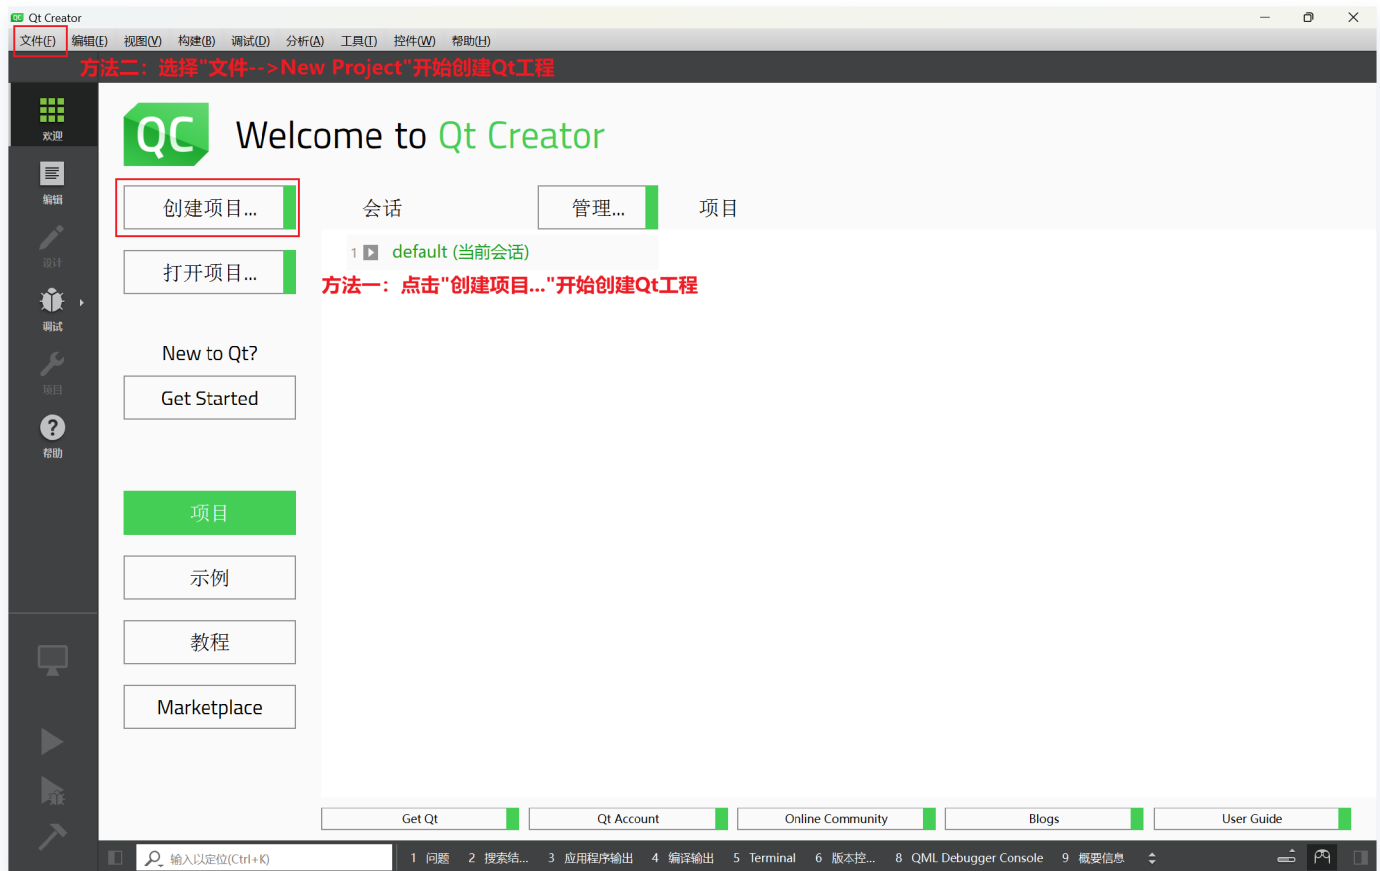 QC Qt Creator
文件(F) 编辑(E) 视图(V) 构建(B) 调试(D) 分析(A) 工具(T) 控件(W) 帮助(H)
方法二：选择"文件-->New Project"开始创建Qt工程
欢迎
编辑
设计
调试
项目
帮助
QC Welcome to Qt Creator
创建项目... 会话 管理... 项目
1 default (当前会话)
打开项目...
方法一：点击"创建项目..."开始创建Qt工程
New to Qt?
Get Started
项目
示例
教程
Marketplace
Get Qt Qt Account Online Community Blogs User Guide
输入以定位(Ctrl+K) 1 问题 2 搜索结... 3 应用程序输出 4 编译输出 5 Terminal 6 版本控... 8 QML Debugger Console 9 概要信息